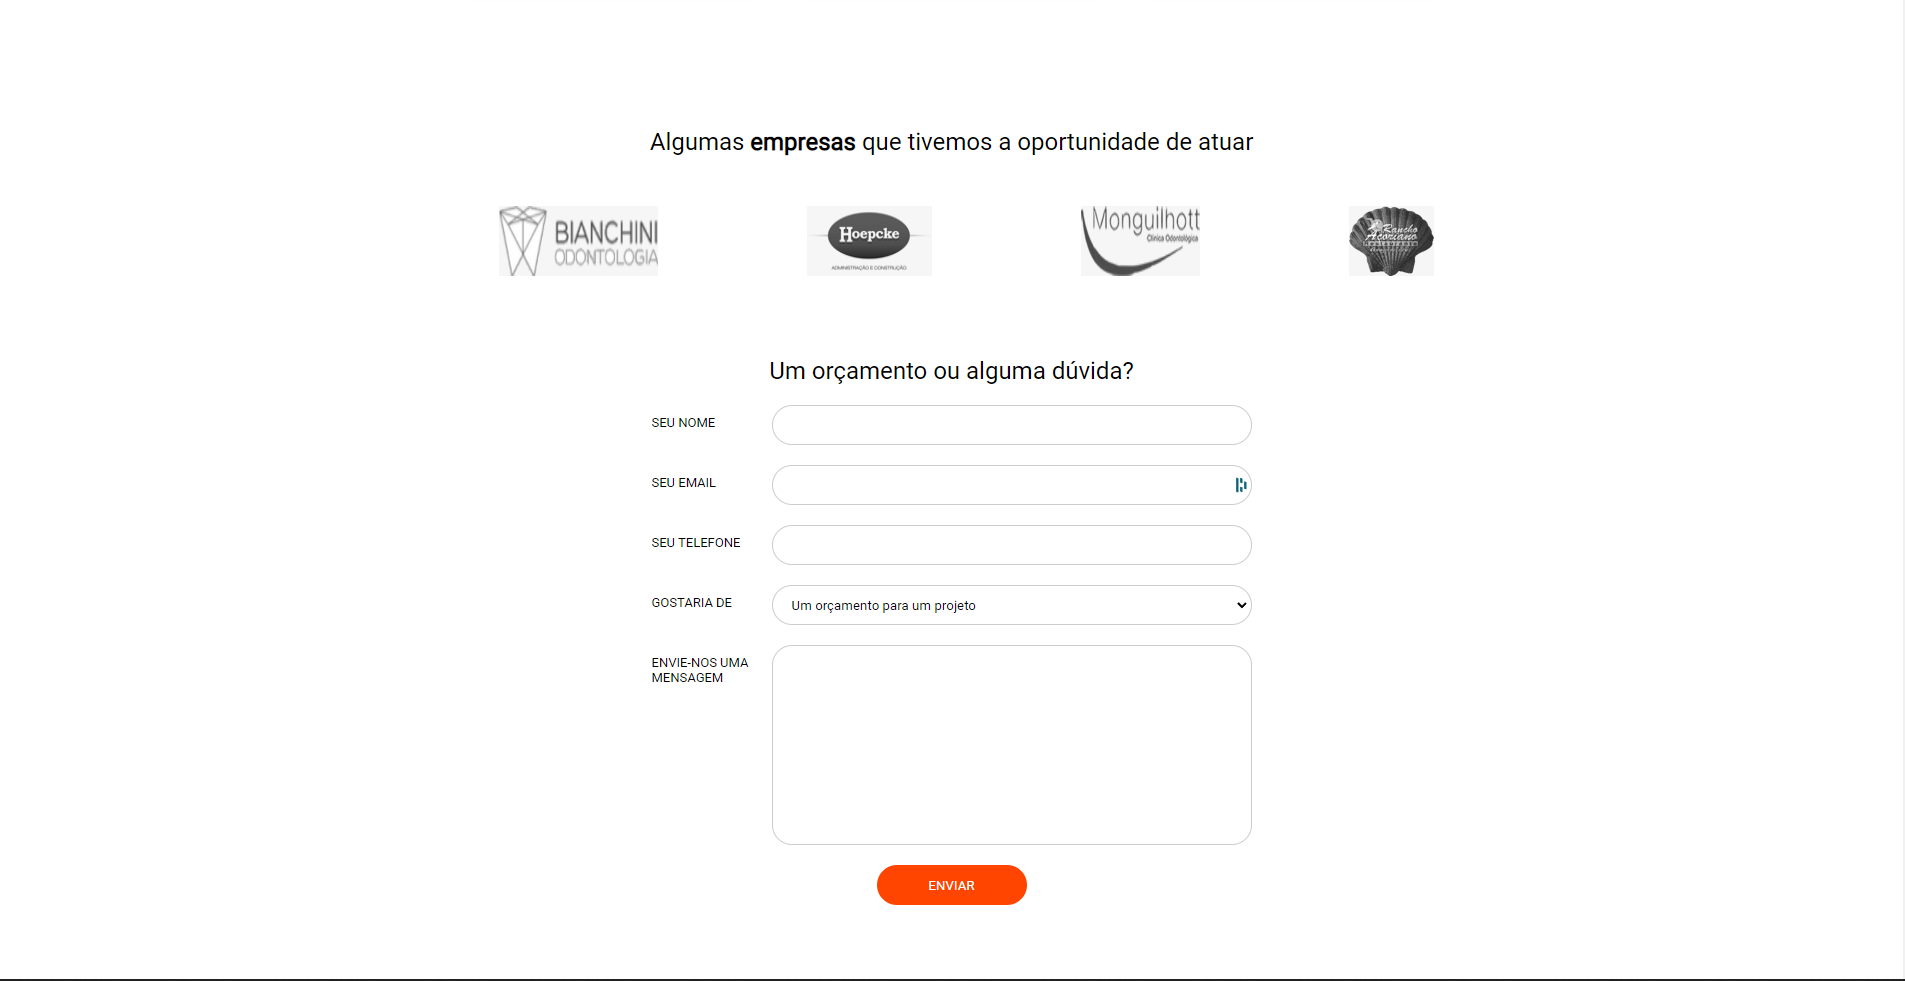 Algumas empresas que tivemos a oportunidade de atuar
BIANCHINI
ODONTOLOGIA
Hoepcke
ADMINISTRAÇÃO E CONSTRUÇÃO
Monguilhott
Clínica Odontológica
Rancho
Açoriano
Um orçamento ou alguma dúvida?
SEU NOME
SEU EMAIL
SEU TELEFONE
GOSTARIA DE
Um orçamento para um projeto
ENVIE-NOS UMA
MENSAGEM
ENVIAR